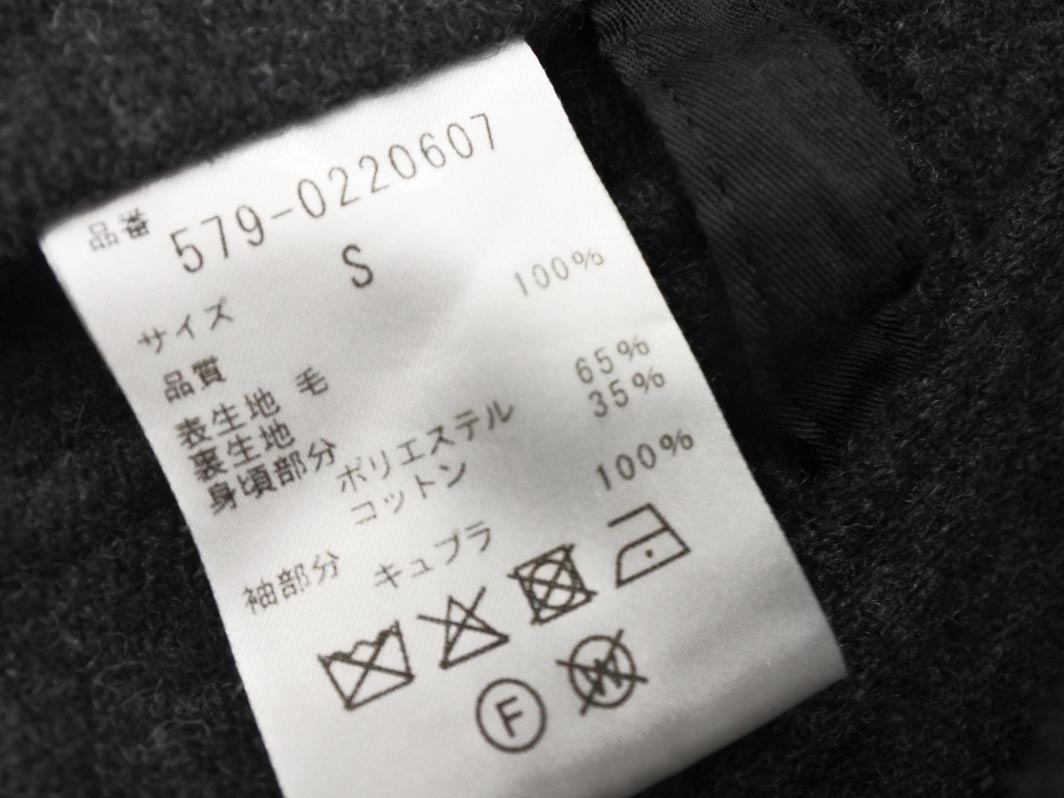 品番 579-0220607
サイズ S
品質
表生地 毛 100%
裏生地
身頃部分 ポリエステル 65%
コットン 35%
袖部分 キュプラ 100%
F W